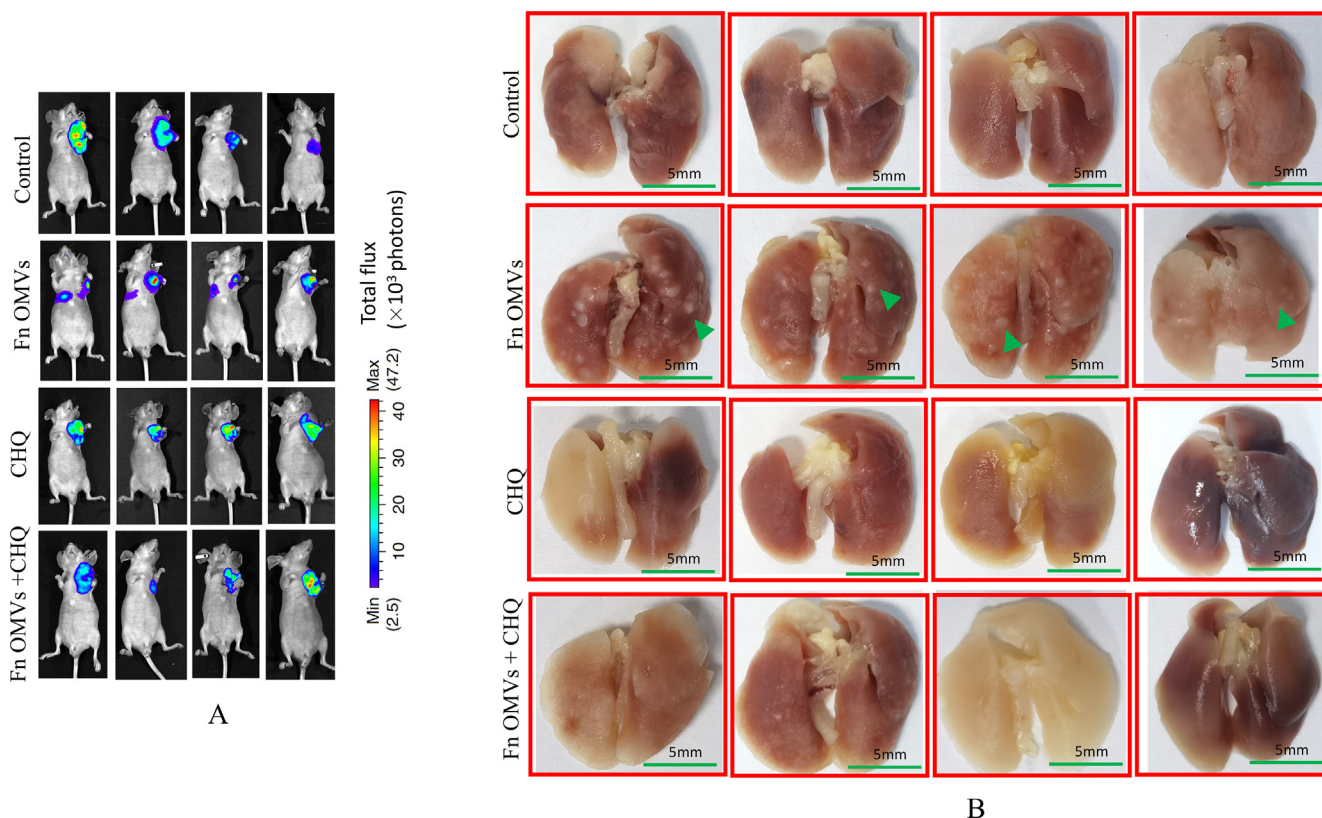 Control
Fn OMVs
CHQ
Fn OMVs +CHQ
Total flux
(×10³ photons)
Min
(2.5)
10
20
30
40
Max
(47.2)
A
Control
5mm
5mm
5mm
5mm
Fn OMVs
5mm
5mm
5mm
5mm
CHQ
5mm
5mm
5mm
5mm
Fn OMVs + CHQ
5mm
5mm
5mm
5mm
B